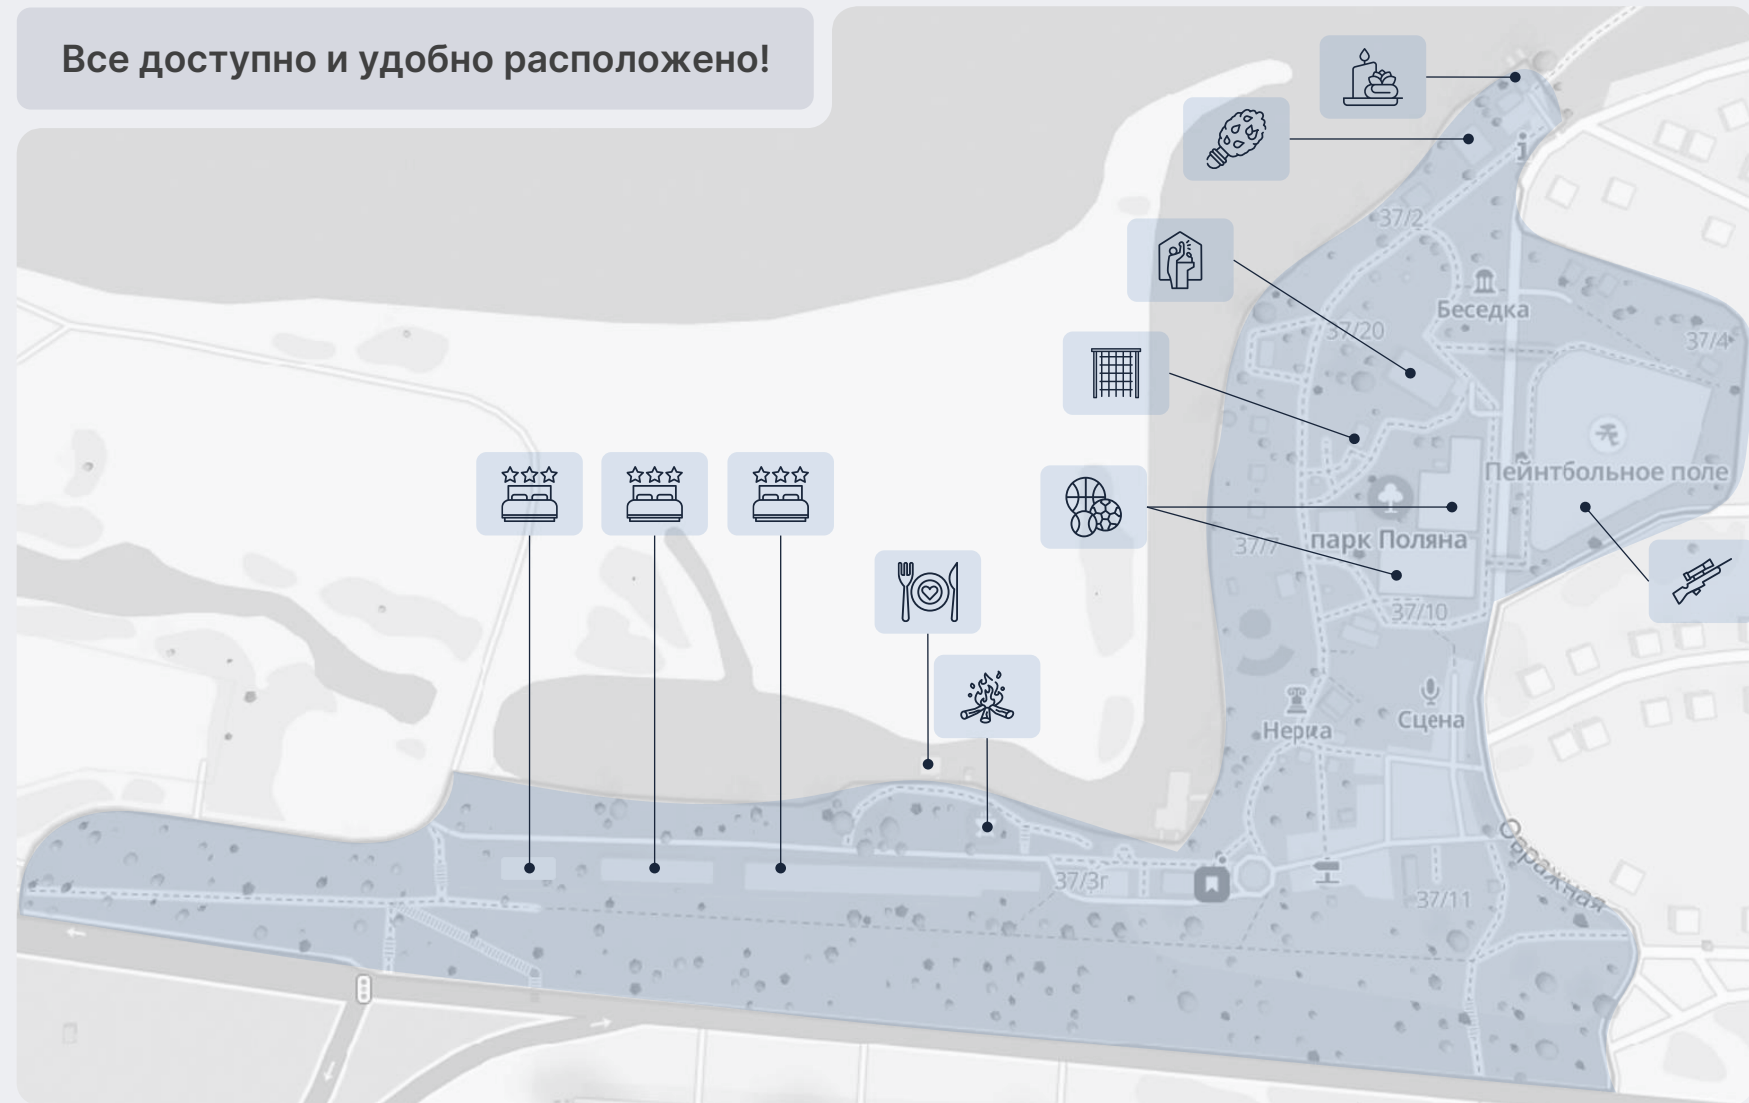 Все доступно и удобно расположено!
37/2
Беседка
37/20
37/4
Пейнтбольное поле
парк Поляна
37/7
37/10
Нерка
Сцена
Овражная
37/3г
37/11